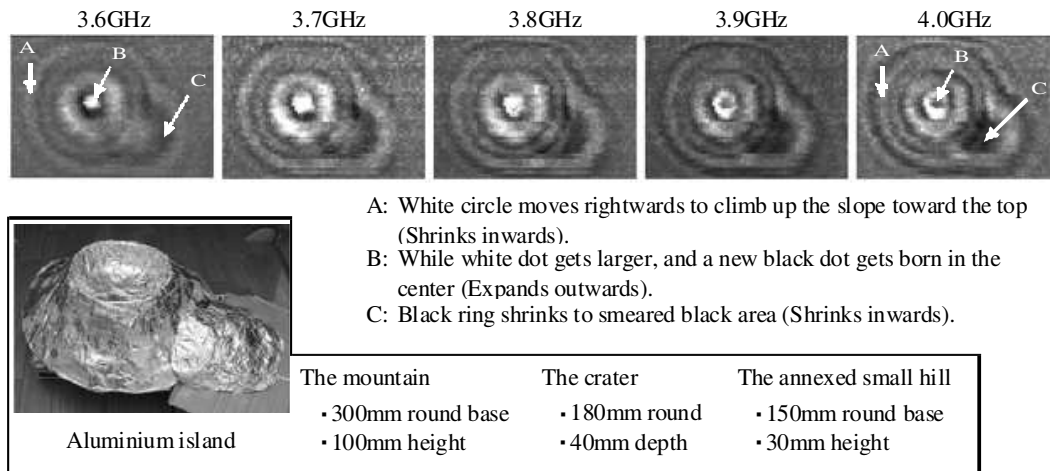 3.6GHz 3.7GHz 3.8GHz 3.9GHz 4.0GHz
A B C
A B C
A: White circle moves rightwards to climb up the slope toward the top
(Shrinks inwards).
B: While white dot gets larger, and a new black dot gets born in the
center (Expands outwards).
C: Black ring shrinks to smeared black area (Shrinks inwards).
Aluminium island
The mountain
・300mm round base
・100mm height
The crater
・180mm round
・40mm depth
The annexed small hill
・150mm round base
・30mm height